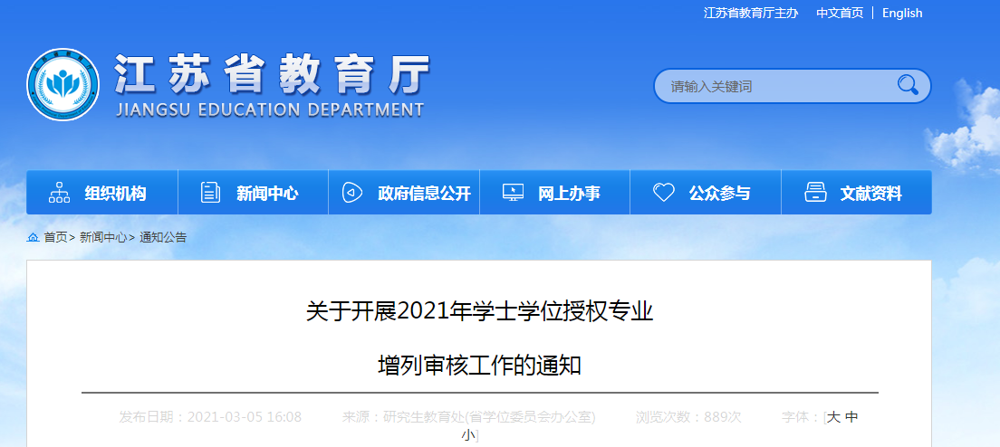 江苏省教育厅主办 中文首页 | English
江苏省教育厅
JIANGSU EDUCATION DEPARTMENT
请输入关键词
组织机构 新闻中心 政府信息公开 网上办事 公众参与 文献资料
首页> 新闻中心> 通知公告
关于开展2021年学士学位授权专业
增列审核工作的通知
发布日期：2021-03-05 16:08 来源：研究生教育处(省学位委员会办公室) 浏览次数：889次 字体：[大 中
小]